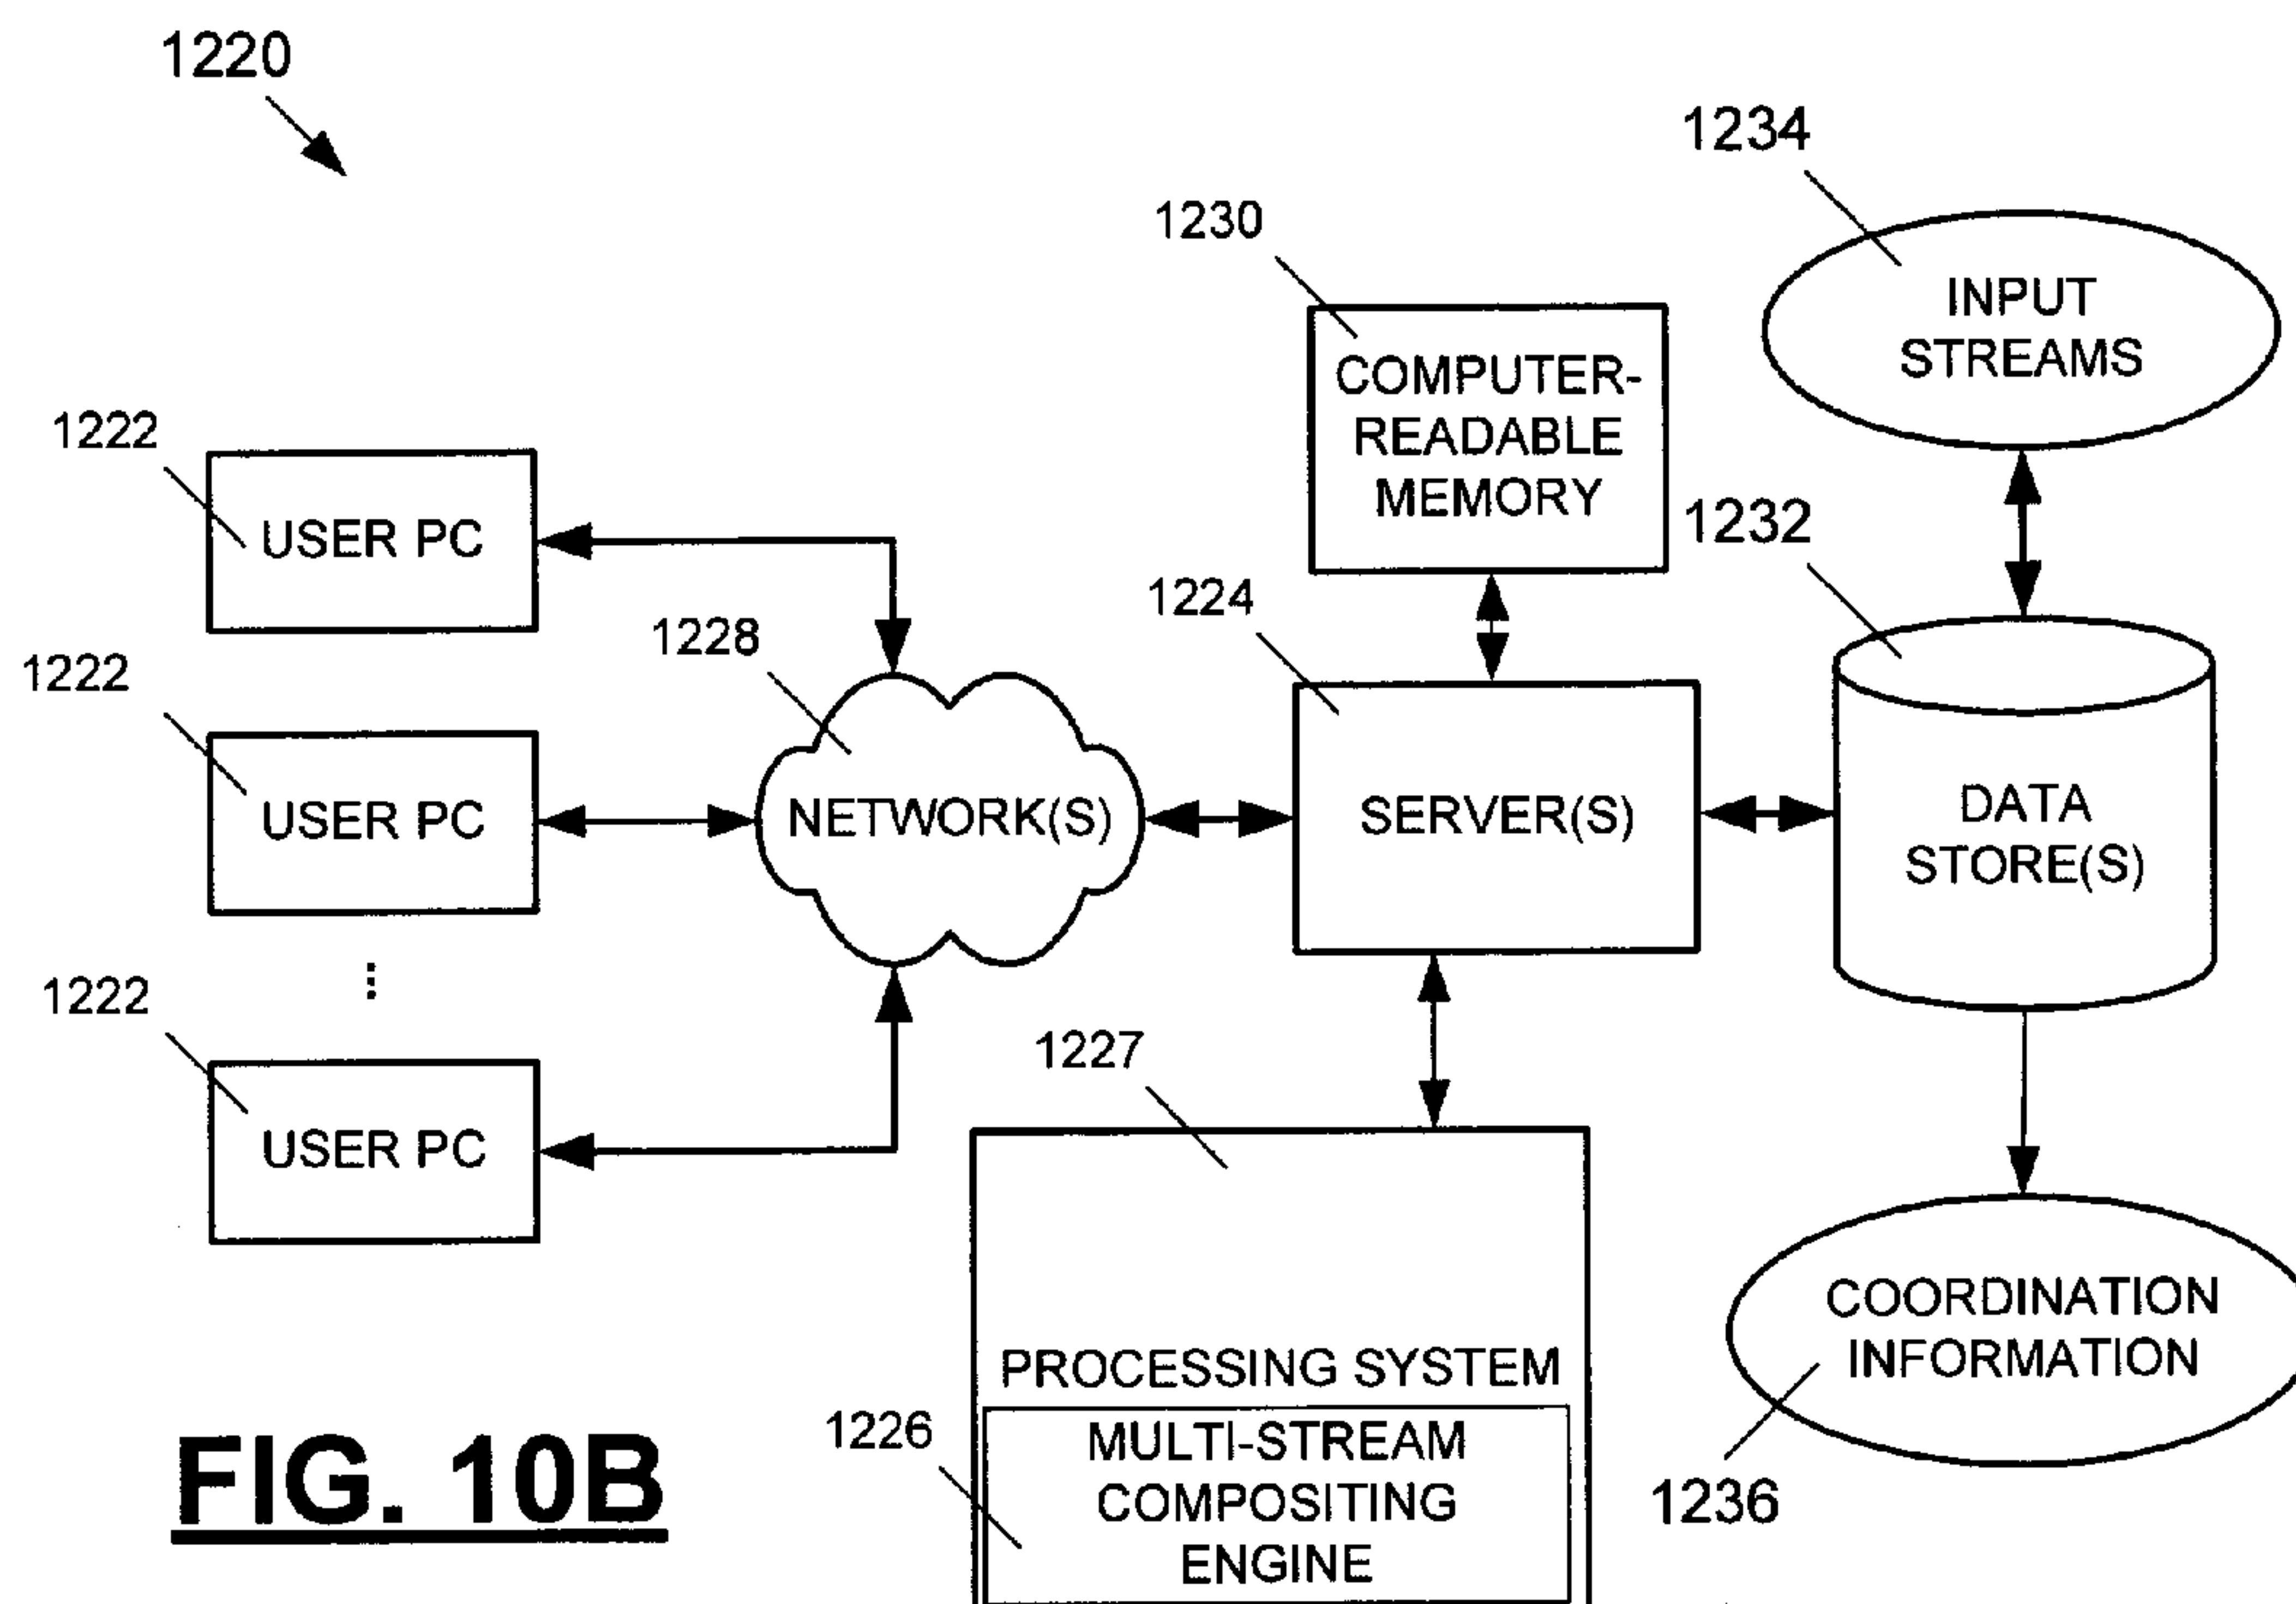 1220
1234
INPUT
STREAMS
1230
COMPUTER-
READABLE
MEMORY
1222
USER PC
1232
1224
1228
1222
USER PC
NETWORK(S)
SERVER(S)
DATA
STORE(S)
1222
USER PC
1227
PROCESSING SYSTEM
1226
MULTI-STREAM
COMPOSITING
ENGINE
COORDINATION
INFORMATION
1236
FIG. 10B